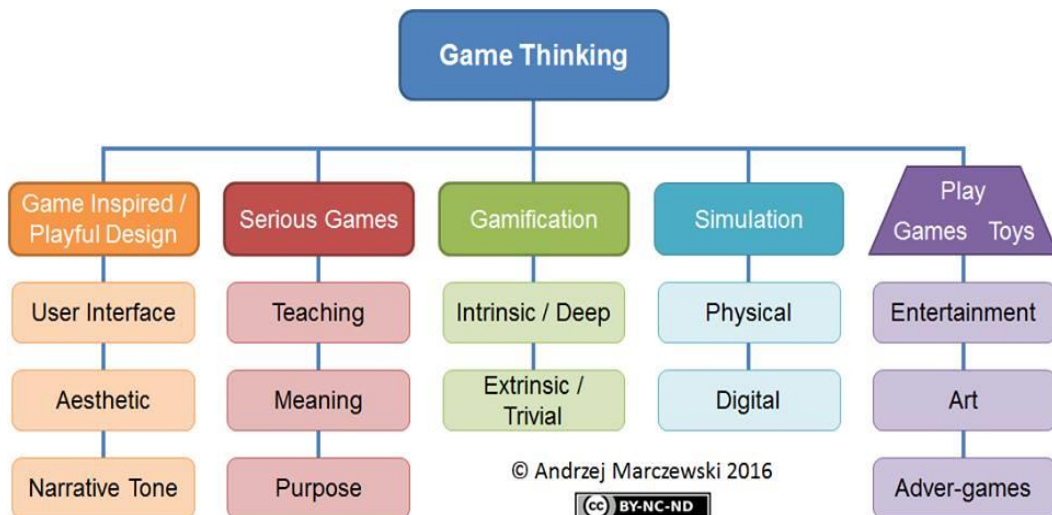 Game Thinking
Game Inspired /
Playful Design
Serious Games
Gamification
Simulation
Play
Games Toys
User Interface
Teaching
Intrinsic / Deep
Physical
Entertainment
Aesthetic
Meaning
Extrinsic /
Trivial
Digital
Art
Narrative Tone
Purpose
Adver-games
© Andrzej Marczewski 2016
cc BY-NC-ND